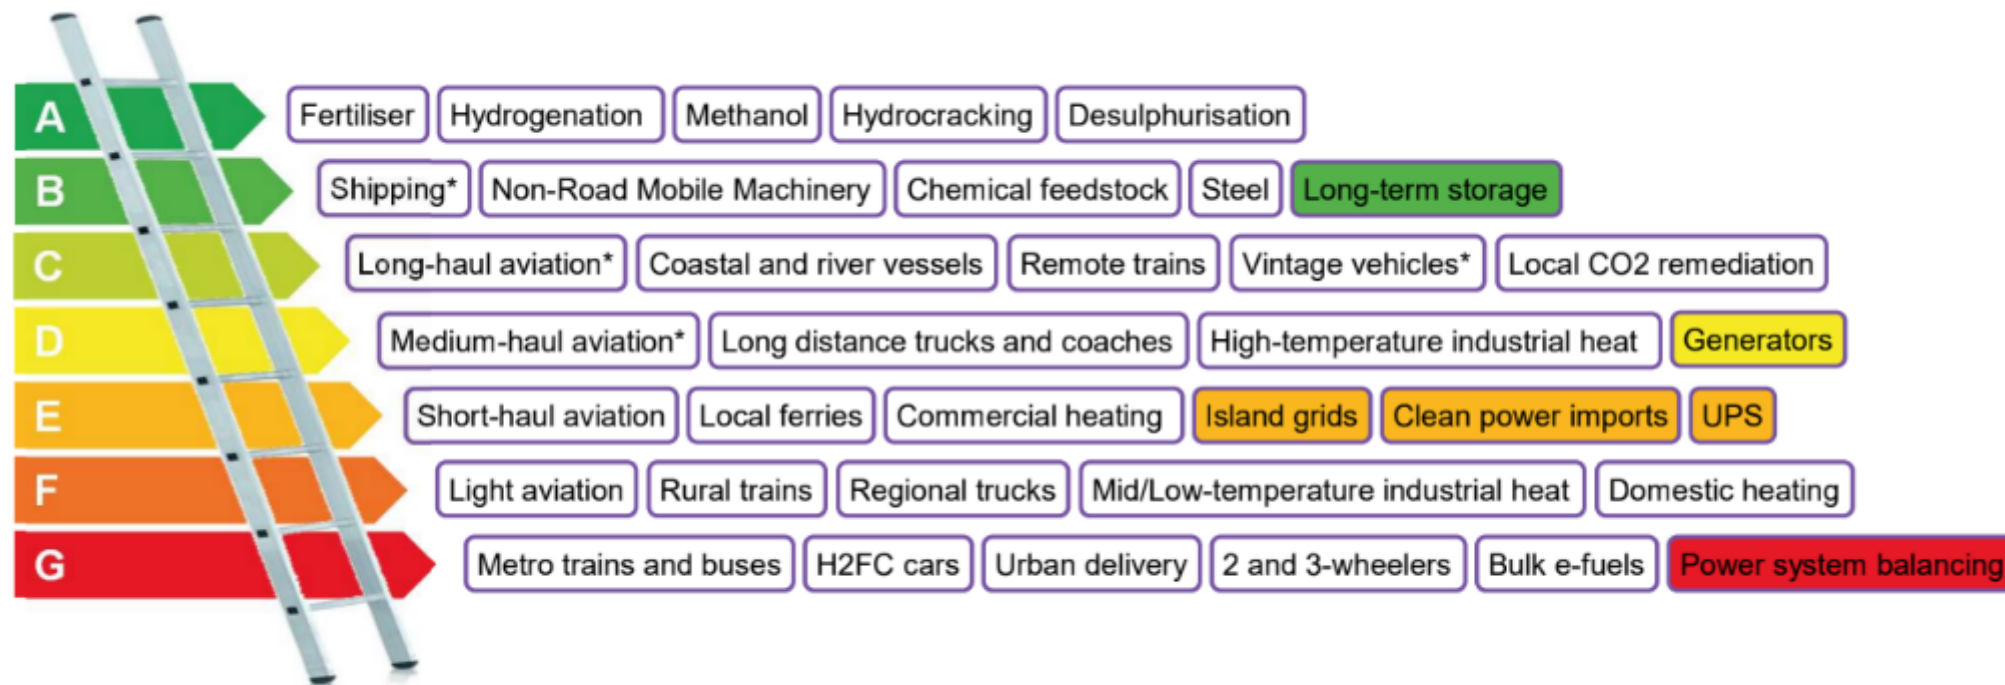 A Fertiliser Hydrogenation Methanol Hydrocracking Desulphurisation
B Shipping* Non-Road Mobile Machinery Chemical feedstock Steel Long-term storage
C Long-haul aviation* Coastal and river vessels Remote trains Vintage vehicles* Local CO2 remediation
D Medium-haul aviation* Long distance trucks and coaches High-temperature industrial heat Generators
E Short-haul aviation Local ferries Commercial heating Island grids Clean power imports UPS
F Light aviation Rural trains Regional trucks Mid/Low-temperature industrial heat Domestic heating
G Metro trains and buses H2FC cars Urban delivery 2 and 3-wheelers Bulk e-fuels Power system balancing